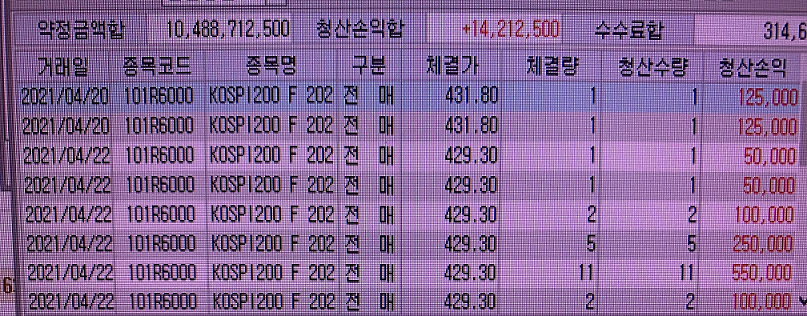 약정금액합 10,488,712,500 청산손익합 +14,212,500 수수료합 314,6
거래일 종목코드 종목명 구분 체결가 체결량 청산수량 청산손익
2021/04/20 101R6000 KOSPI200 F 202 전 매 431.80 1 1 125,000
2021/04/20 101R6000 KOSPI200 F 202 전 매 431.80 1 1 125,000
2021/04/22 101R6000 KOSPI200 F 202 전 매 429.30 1 1 50,000
2021/04/22 101R6000 KOSPI200 F 202 전 매 429.30 1 1 50,000
2021/04/22 101R6000 KOSPI200 F 202 전 매 429.30 2 2 100,000
2021/04/22 101R6000 KOSPI200 F 202 전 매 429.30 5 5 250,000
2021/04/22 101R6000 KOSPI200 F 202 전 매 429.30 11 11 550,000
6 2021/04/22 101R6000 KOSPI200 F 202 전 매 429.30 2 2 100,000